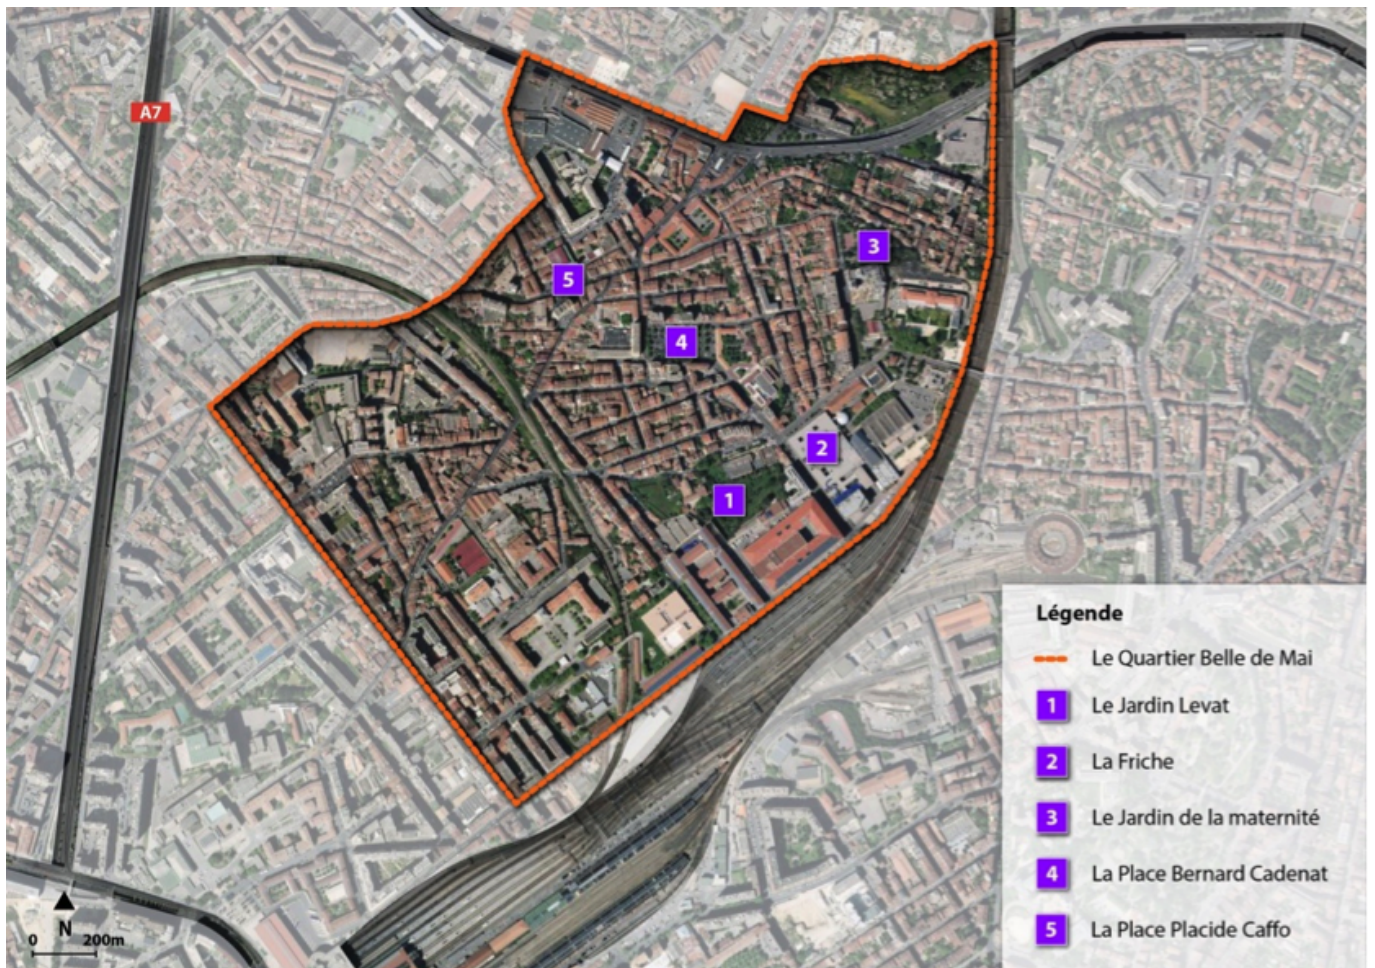 A7
5
3
4
2
1
Légende
Le Quartier Belle de Mai
1 Le Jardin Levat
2 La Friche
3 Le Jardin de la maternité
4 La Place Bernard Cadenat
5 La Place Placide Caffo
N
0 200m